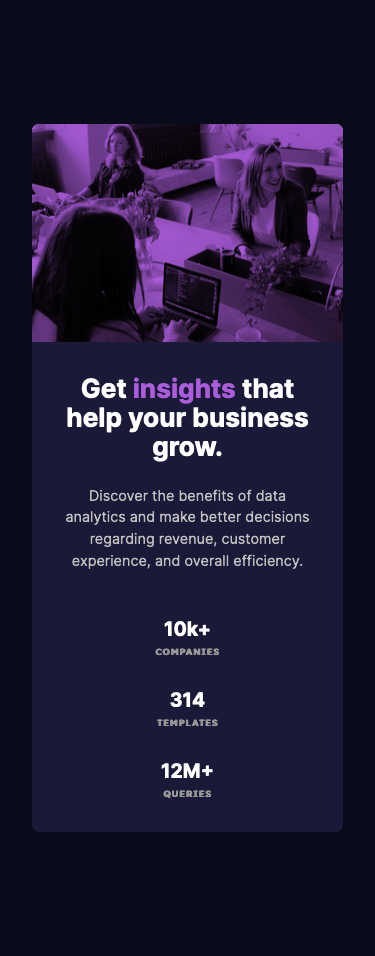 Get insights that
help your business
grow.
Discover the benefits of data
analytics and make better decisions
regarding revenue, customer
experience, and overall efficiency.
10k+
COMPANIES
314
TEMPLATES
12M+
QUERIES